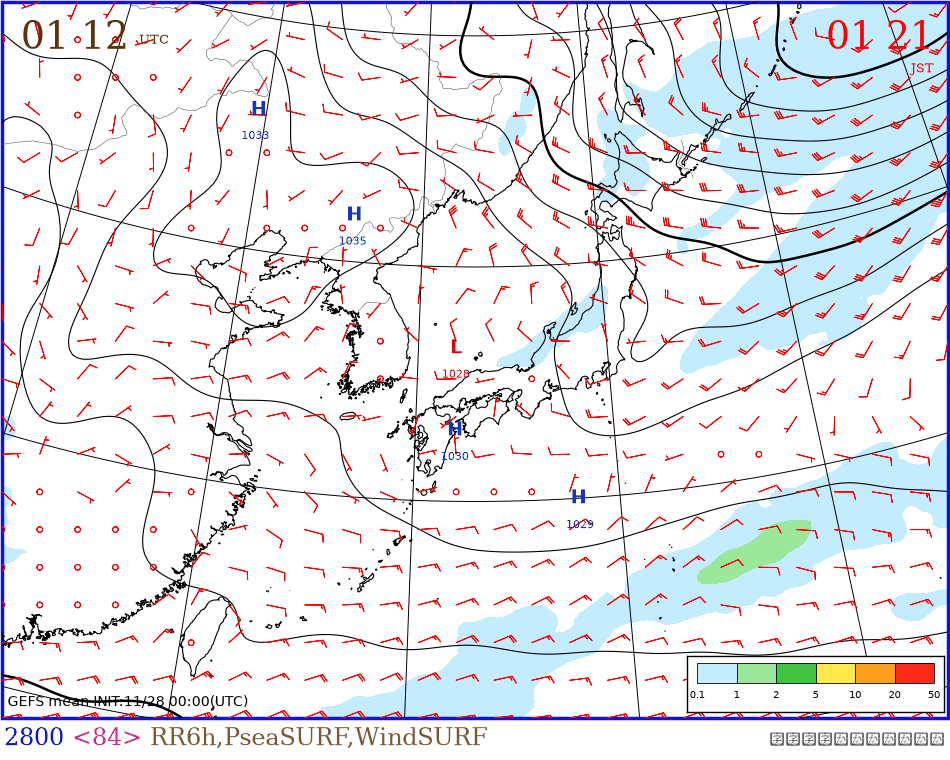 01 12 UTC
01 21 JST
H
1033
H
1035
L
1028
H
1030
H
1029
0.1 1 2 5 10 20 50
GEFS mean INIT:11/28 00:00(UTC)
2800 <84> RR6h,PseaSURF,WindSURF